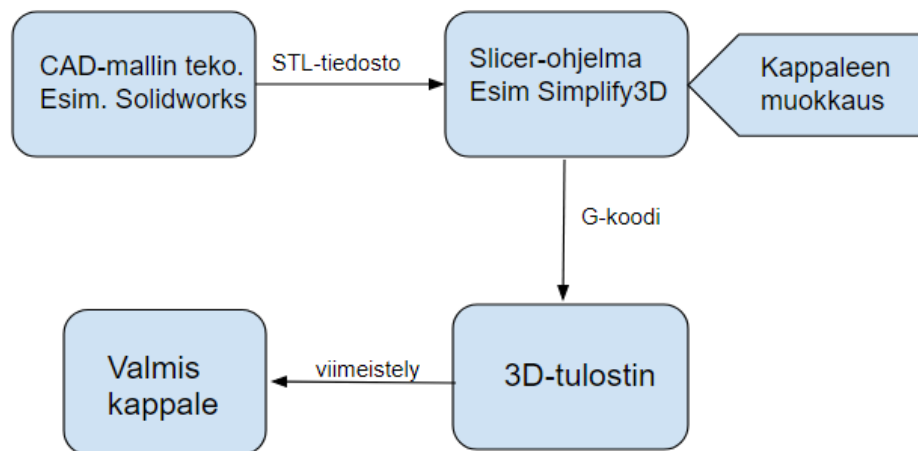 CAD-mallin teko.
Esim. Solidworks
STL-tiedosto
Slicer-ohjelma
Esim Simplify3D
Kappaleen
muokkaus
G-koodi
3D-tulostin
viimeistely
Valmis
kappale